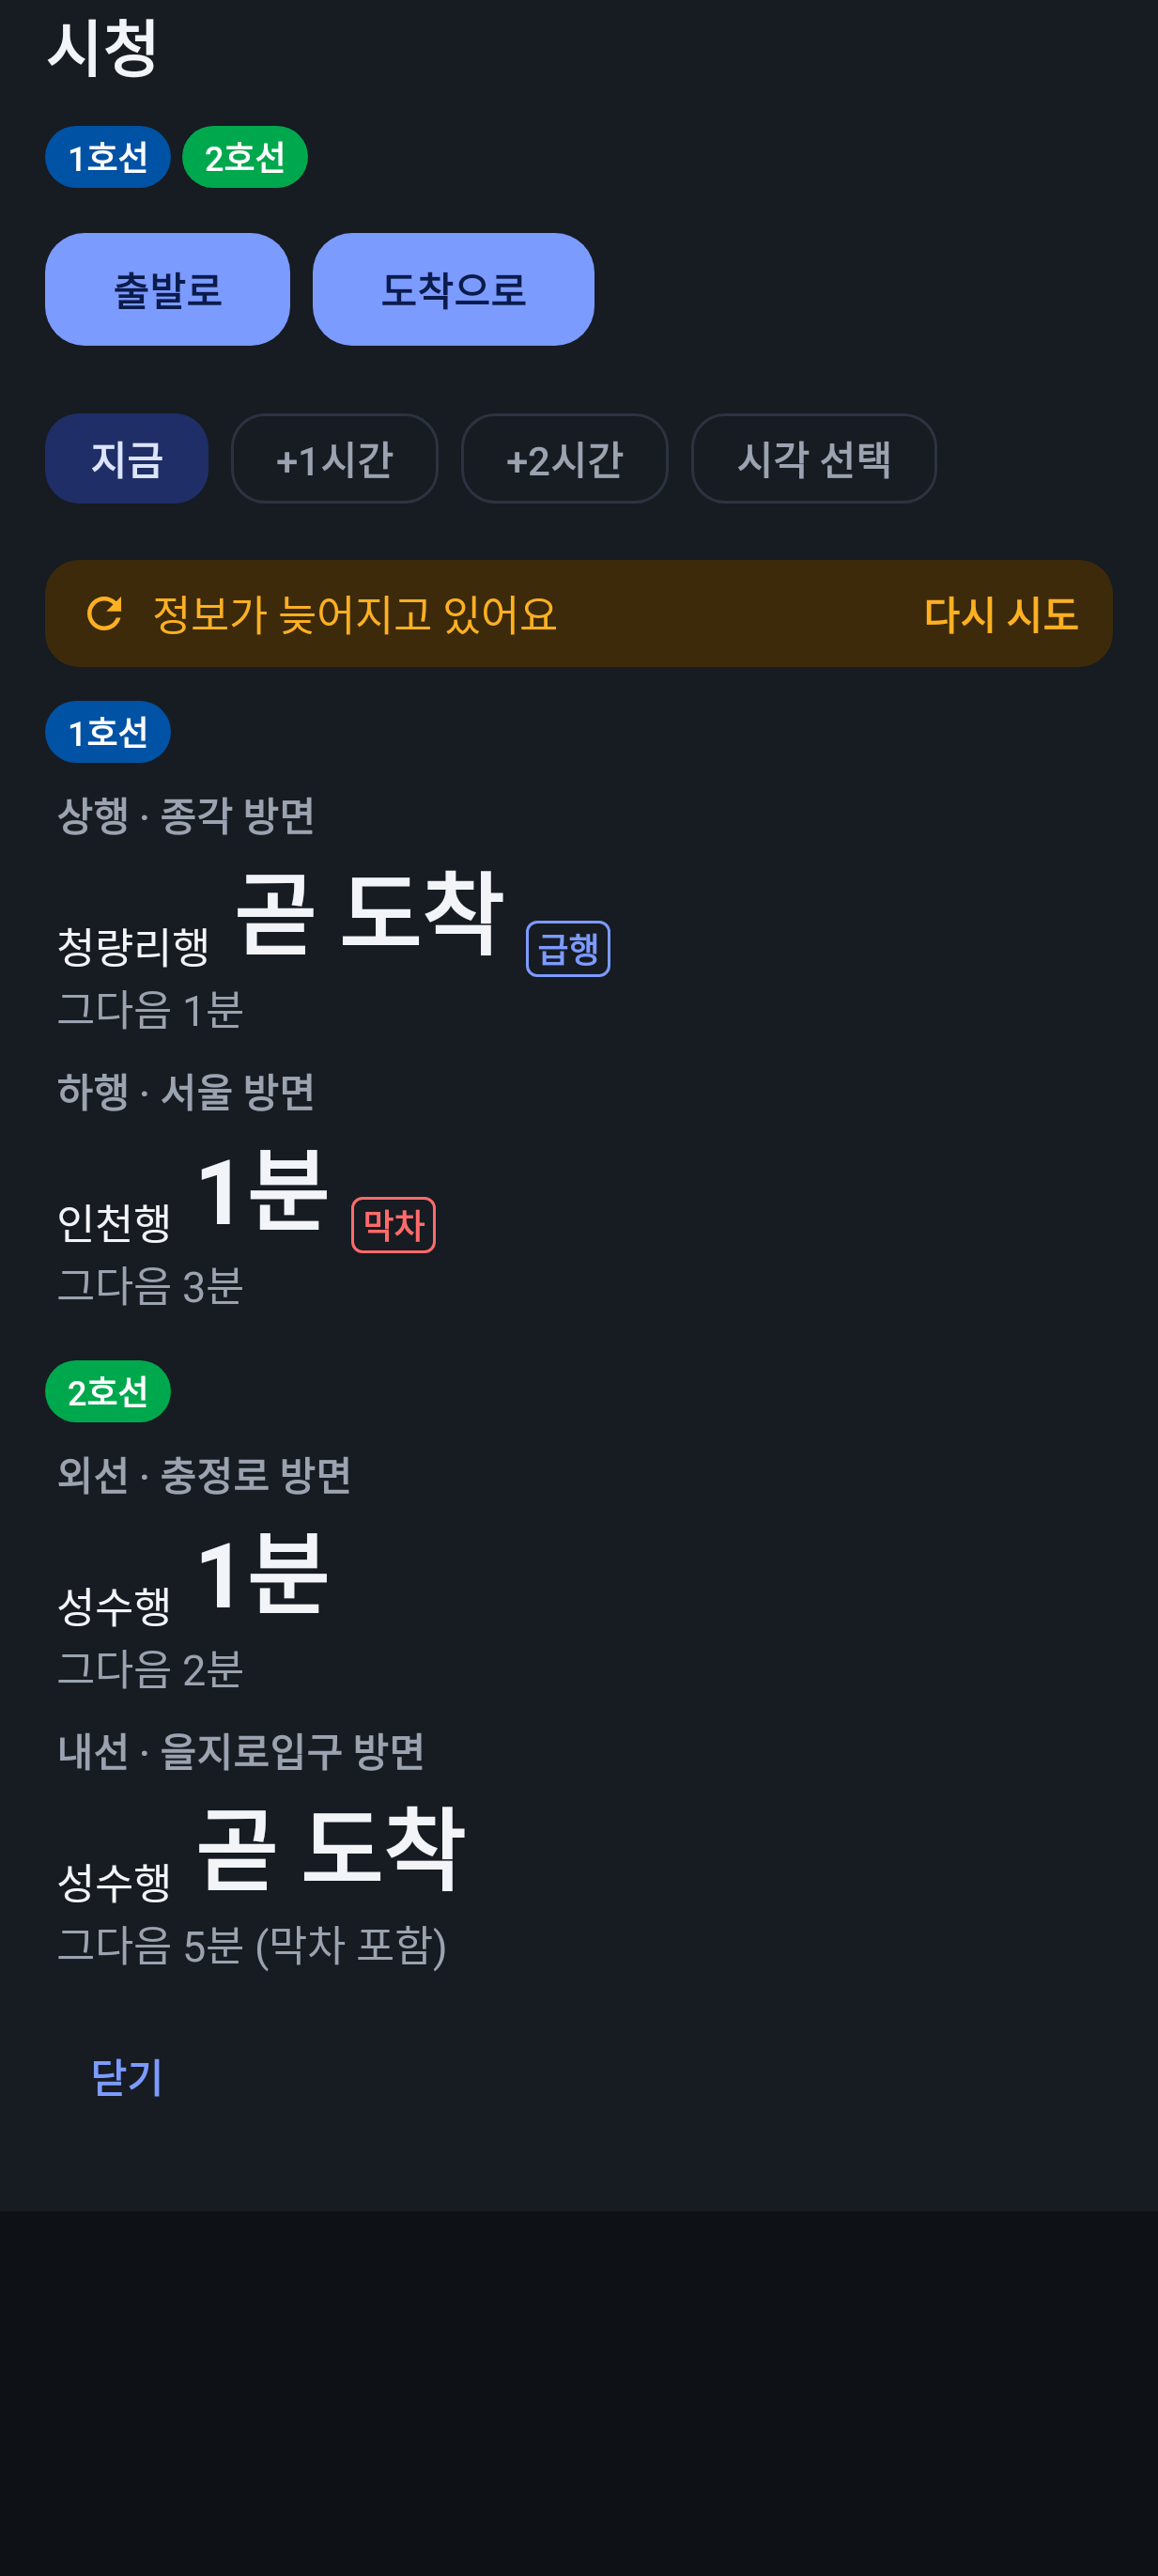 시청
1호선 2호선
출발로 도착으로
지금 +1시간 +2시간 시각 선택
정보가 늦어지고 있어요 다시 시도
1호선
상행 · 종각 방면
청량리행 곧 도착 급행
그다음 1분
하행 · 서울 방면
인천행 1분 막차
그다음 3분
2호선
외선 · 충정로 방면
성수행 1분
그다음 2분
내선 · 을지로입구 방면
성수행 곧 도착
그다음 5분 (막차 포함)
닫기